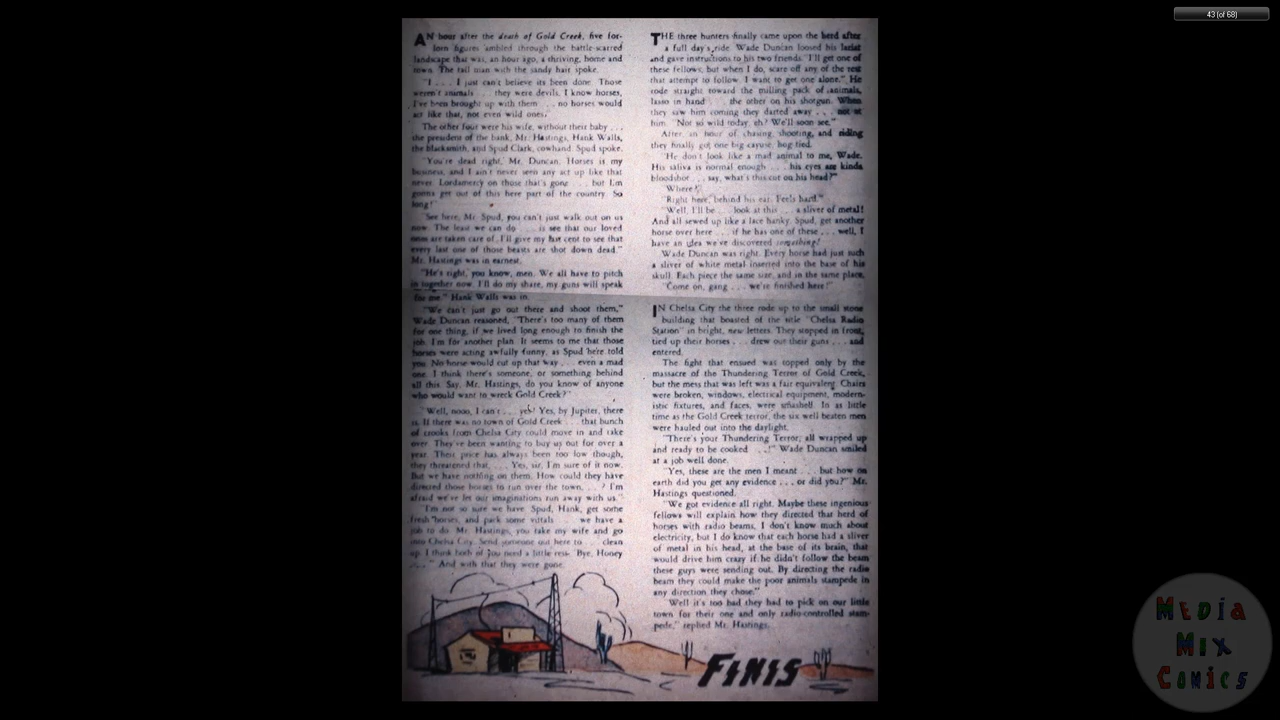 43 (of 68)
AN hour after the death of Gold Creek, five for-
lorn figures ambled through the battle-scarred
landscape that was, an hour ago, a thriving, home and
town. The tall man with the sandy hair spoke.
"I . . . I just can't believe its been done. Those
weren't animals . . . they were devils. I know horses,
I've been brought up with them . . . no horses would
act like that, not even wild ones."
The other four were his wife, without their baby . . .
the president of the bank, Mr. Hastings, Hank Walls,
the blacksmith, and Spud Clark, cowhand. Spud spoke.
"You're dead right, Mr. Duncan. Horses is my
business, and I ain't never seen any act up like that
never. Lordamercy on those that's gone . . . but I'm
gonna get out of this here part of the country. So
long!"
"See here, Mr. Spud, you can't just walk out on us
now. The least we can do . . . is see that our loved
ones are taken care of. I'll give my last cent to see that
every last one of those beasts are shot down dead."
Mr. Hastings was in earnest.
"He's right, you know, men. We all have to pitch
in together now. I'll do my share, my guns will speak
for me." Hank Walls was in.
"We can't just go out there and shoot them,"
Wade Duncan reasoned, "There's too many of them
for one thing, if we lived long enough to finish the
job. I'm for another plan. It seems to me that those
horses were acting awfully funny, as Spud here told
you. No horse would cut up that way . . . even a mad
one. I think there's someone, or something behind
all this. Say, Mr. Hastings, do you know of anyone
who would want to wreck Gold Creek?"
"Well, nooo, I can't . . . yes! Yes, by Jupiter, there
is. If there was no town of Gold Creek . . . that bunch
of crooks from Chelsa City could move in and take
over. They've been wanting to buy us out for over a
year. Their price has always been too low though,
they threatened that. . . . Yes, sir, I'm sure of it now.
But we have nothing on them. How could they have
directed those horses to run over the town. . . ? I'm
afraid we've let our imaginations run away with us."
"I'm not so sure we have. Spud, Hank, get some
fresh horses, and pack some vittals . . . we have a
job to do. Mr. Hastings, you take my wife and go
into Chelsa City. Send someone out here to . . . clean
up. I think both of you need a little rest. 'Bye, Honey
. . ." And with that they were gone.
THE three hunters finally came upon the herd after
a full day's ride. Wade Duncan loosed his lariat
and gave instructions to his two friends. "I'll get one of
these fellows, but when I do, scare off any of the rest
that attempt to follow. I want to get one alone." He
rode straight toward the milling pack of animals,
lasso in hand . . . the other on his shotgun. When
they saw him coming they darted away . . . not at
him. "Not so wild today, eh? We'll soon see."
After an hour of chasing, shooting, and riding
they finally got one big cayuse, hog tied.
"He don't look like a mad animal to me, Wade.
His saliva is normal enough . . . his eyes are kinda
bloodshot . . . say, what's this cut on his head?"
"Where?"
"Right here, behind his ear. Feels hard."
"Well, I'll be . . . look at this . . . a sliver of metal!
And all sewed up like a lace hanky. Spud, get another
horse over here . . . if he has one of these . . . well, I
have an idea we've discovered something!
Wade Duncan was right. Every horse had just such
a sliver of white metal inserted into the base of his
skull. Each piece the same size, and in the same place.
"Come on, gang . . . we're finished here!"
IN Chelsa City the three rode up to the small stone
building that boasted of the title "Chelsa Radio
Station" in bright, new letters. They stopped in front,
tied up their horses . . . drew out their guns . . . and
entered.
The fight that ensued was topped only by the
massacre of the Thundering Terror of Gold Creek,
but the mess that was left was a fair equivalent. Chairs
were broken, windows, electrical equipment, modern-
istic fixtures, and faces, were smashed! In as little
time as the Gold Creek terror, the six well beaten men
were hauled out into the daylight.
"There's your Thundering Terror, all wrapped up
and ready to be cooked . . .!" Wade Duncan smiled
at a job well done.
"Yes, these are the men I meant . . . but how on
earth did you get any evidence . . . or did you?" Mr.
Hastings questioned.
"We got evidence all right. Maybe these ingenious
fellows will explain how they directed that herd of
horses with radio beams. I don't know much about
electricity, but I do know that each horse had a sliver
of metal in his head, at the base of its brain, that
would drive him crazy if he didn't follow the beam
these guys were sending out. By directing the radio
beam they could make the poor animals stampede in
any direction they chose."
"Well it's too bad they had to pick on our little
town for their one and only radio-controlled stam-
pede," replied Mr. Hastings.
FINIS
MEDIA
MIX
COMICS